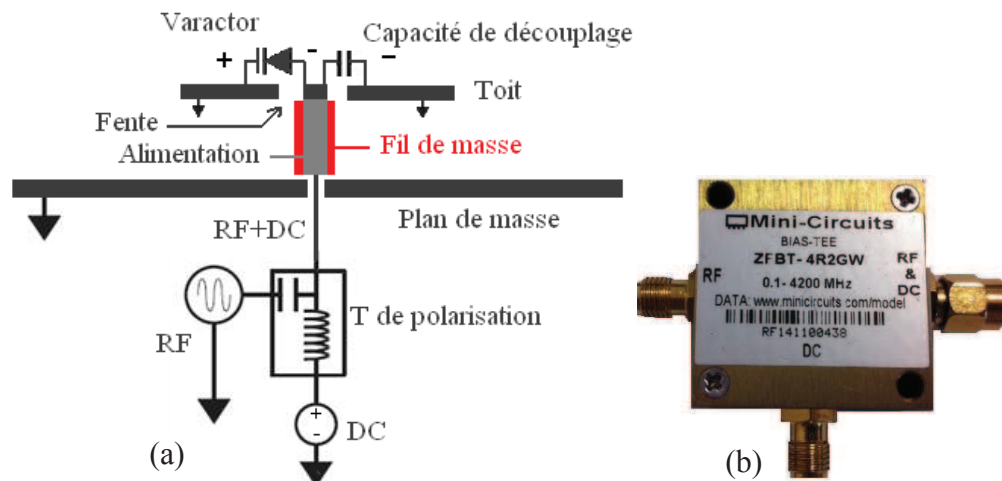 Varactor
Capacité de découplage
+
-
-
Toit
Fente
Alimentation
Fil de masse
Plan de masse
RF+DC
T de polarisation
RF
+
-
DC
(a)
Mini-Circuits
BIAS-TEE
ZFBT-4R2GW
RF
RF
&
DC
0.1-4200 MHz
DATA: www.minicircuits com/model
RF141100438
DC
(b)